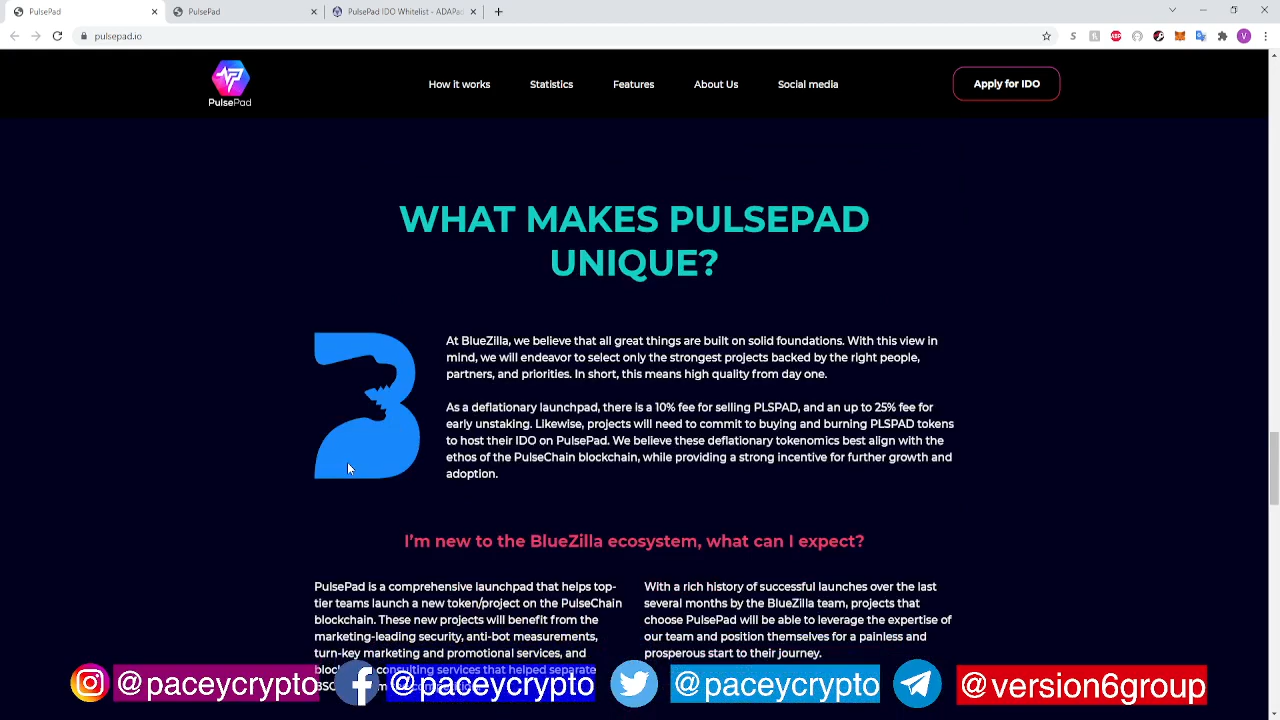 PulsePad
PulsePad
PulsePad IDO Whitelist - ADAPa
pulsepad.io
PulsePad
How it works
Statistics
Features
About Us
Social media
Apply for IDO
WHAT MAKES PULSEPAD
UNIQUE?
At BlueZilla, we believe that all great things are built on solid foundations. With this view in
mind, we will endeavor to select only the strongest projects backed by the right people,
partners, and priorities. In short, this means high quality from day one.
As a deflationary launchpad, there is a 10% fee for selling PLSPAD, and an up to 25% fee for
early unstaking. Likewise, projects will need to commit to buying and burning PLSPAD tokens
to host their IDO on PulsePad. We believe these deflationary tokenomics best align with the
ethos of the PulseChain blockchain, while providing a strong incentive for further growth and
adoption.
I'm new to the BlueZilla ecosystem, what can I expect?
PulsePad is a comprehensive launchpad that helps top-
tier teams launch a new token/project on the PulseChain
blockchain. These new projects will benefit from the
marketing-leading security, anti-bot measurements,
turn-key marketing and promotional services, and
consulting services that helped separate
With a rich history of successful launches over the last
several months by the BlueZilla team, projects that
choose PulsePad will be able to leverage the expertise of
our team and position themselves for a painless and
prosperous start to their journey.
@paceycrypto
@paceycrypto
@paceycrypto
@version6group